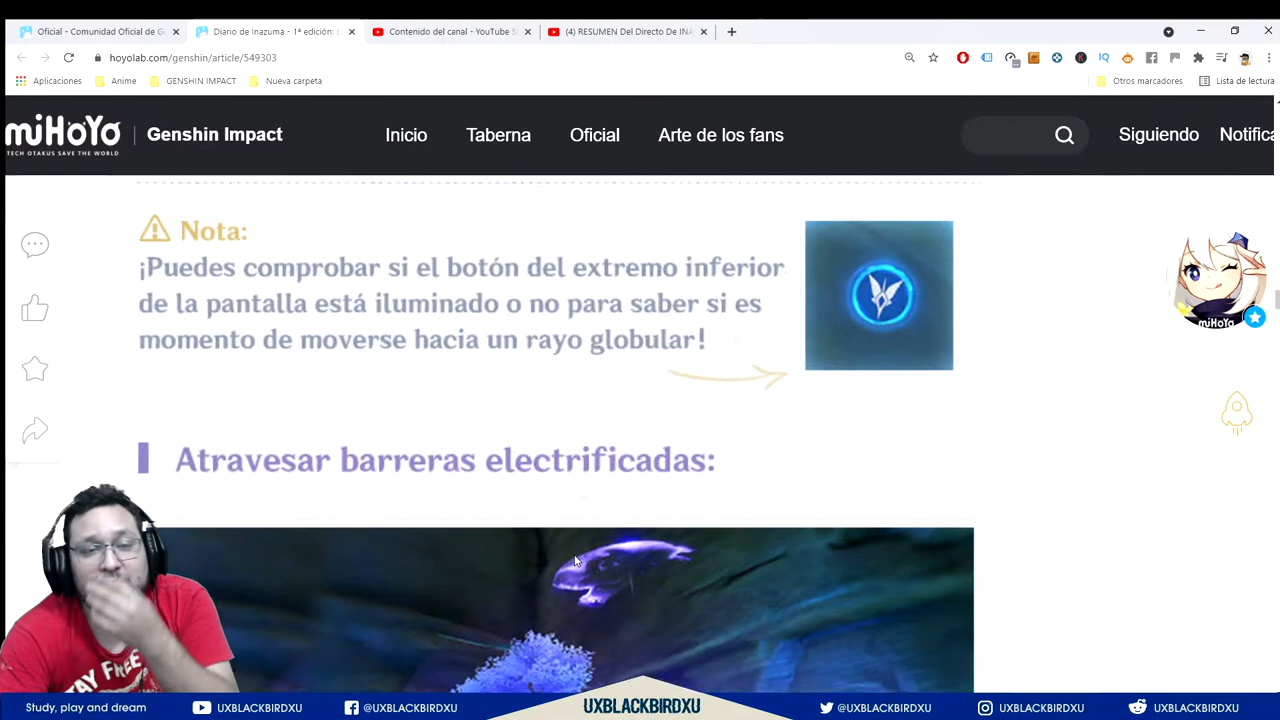 Oficial - Comunidad Oficial de G
Diario de Inazuma - 1ª edición:
Contenido del canal - YouTube S
(4) RESUMEN Del Directo De INA
hoyolab.com/genshin/article/549303
Aplicaciones
Anime
GENSHIN IMPACT
Nueva carpeta
Otros marcadores
Lista de lectura
miHoYo
TECH OTAKUS SAVE THE WORLD
Genshin Impact
Inicio
Taberna
Oficial
Arte de los fans
Siguiendo
Notifica
Nota:
¡Puedes comprobar si el botón del extremo inferior
de la pantalla está iluminado o no para saber si es
momento de moverse hacia un rayo globular!
miHoYo
Atravesar barreras electrificadas:
STAY FREE
Study, play and dream
UXBLACKBIRDXU
@UXBLACKBIRDXU
UXBLACKBIRDXU
@UXBLACKBIRDXU
UXBLACKBIRDXU
UXBLACKBIRDXU